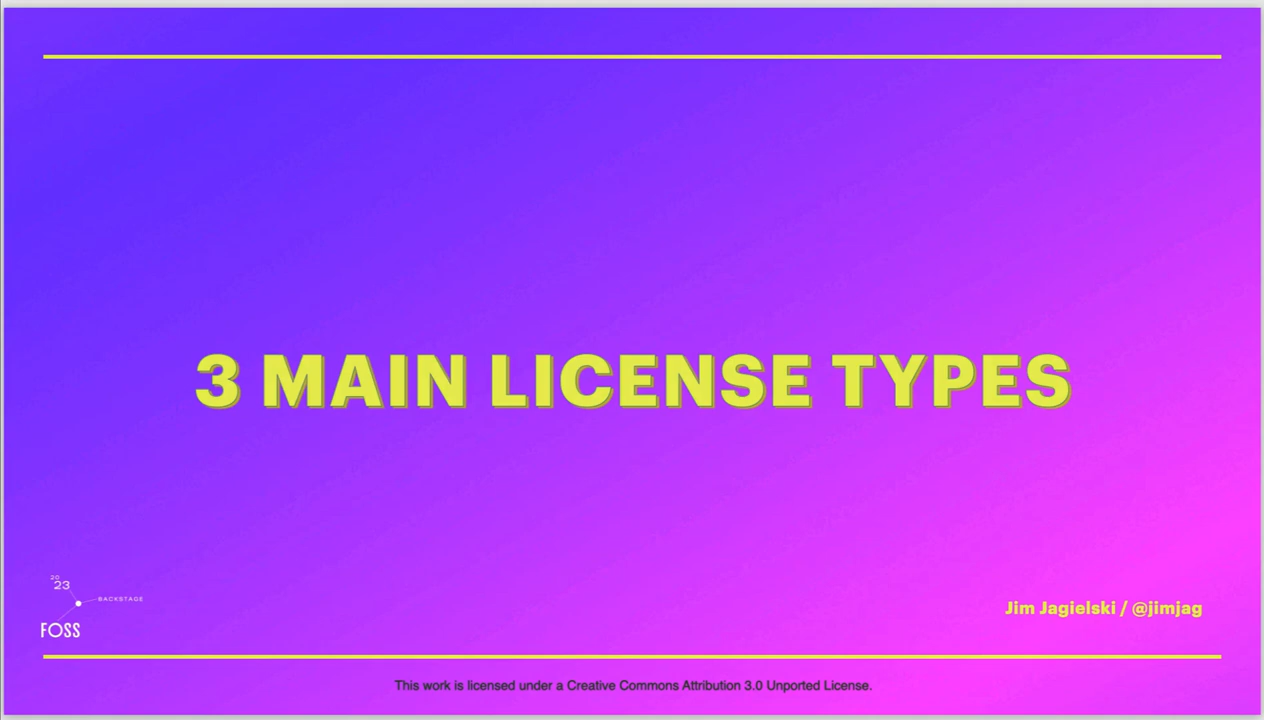 3 MAIN LICENSE TYPES
20
23
BACKSTAGE
FOSS
Jim Jagielski / @jimjag
This work is licensed under a Creative Commons Attribution 3.0 Unported License.